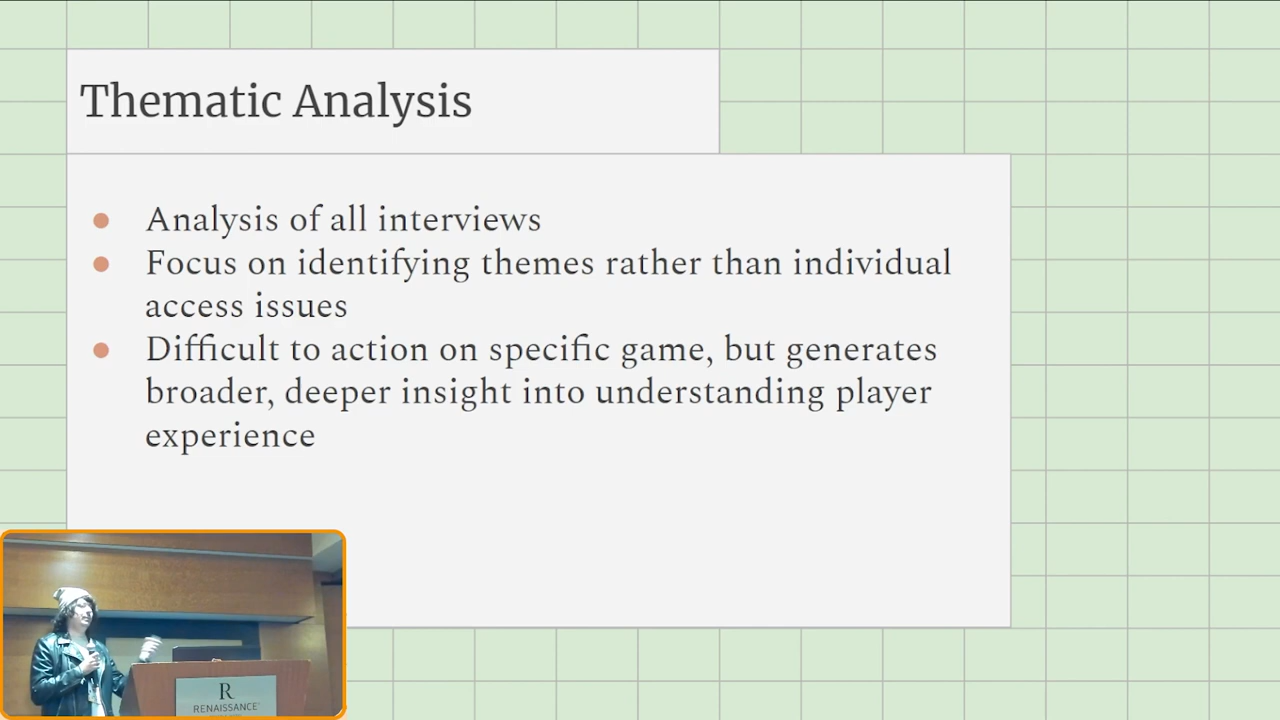 Thematic Analysis
Analysis of all interviews
Focus on identifying themes rather than individual
access issues
Difficult to action on specific game, but generates
broader, deeper insight into understanding player
experience
R
RENAISSANCE